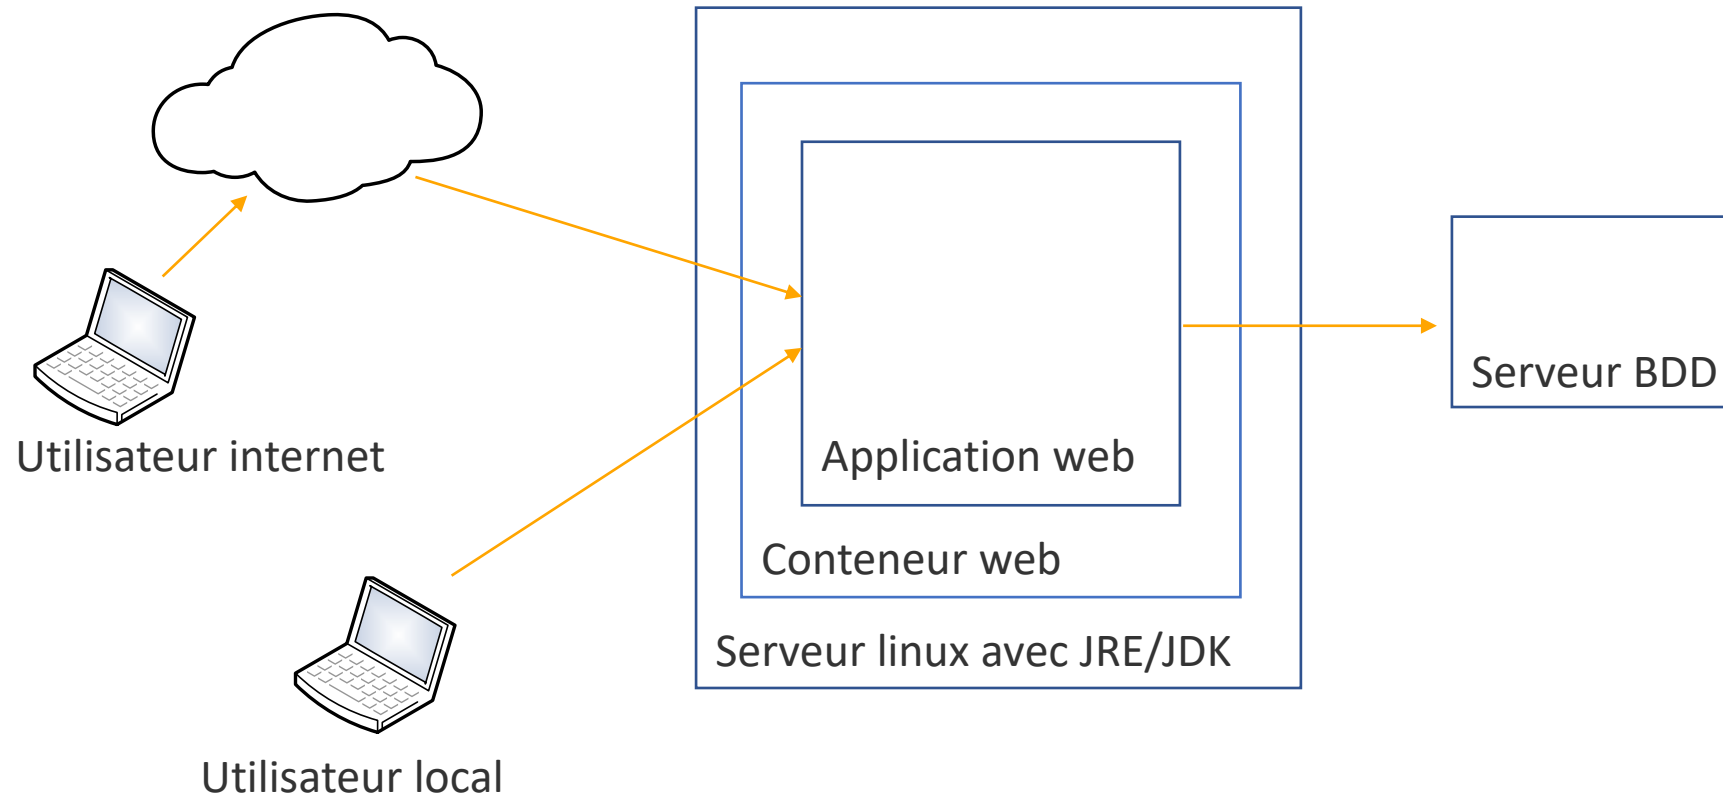 Utilisateur internet
Utilisateur local
Application web
Conteneur web
Serveur linux avec JRE/JDK
Serveur BDD